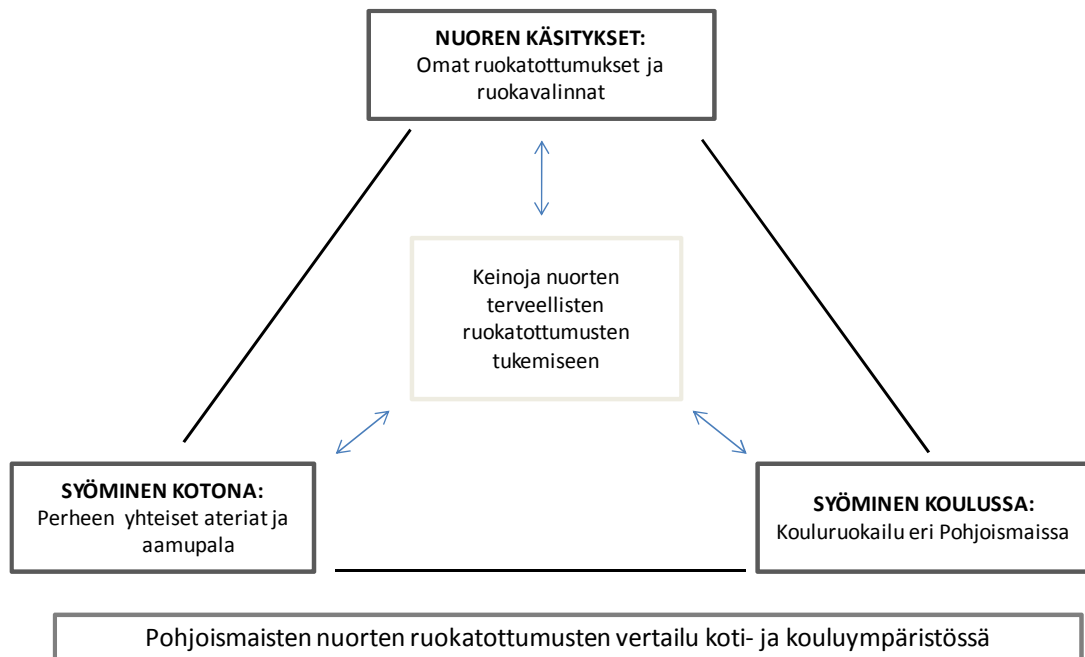 NUOREN KÄSITYKSET:
Omat ruokatottumukset ja
ruokavalinnat
Keinoja nuorten
terveellisten
ruokatottumusten
tukemiseen
SYÖMINEN KOTONA:
Perheen yhteiset ateriat ja
aamupala
SYÖMINEN KOULUSSA:
Kouluruokailu eri Pohjoismaissa
Pohjoismaisten nuorten ruokatottumusten vertailu koti- ja kouluympäristössä